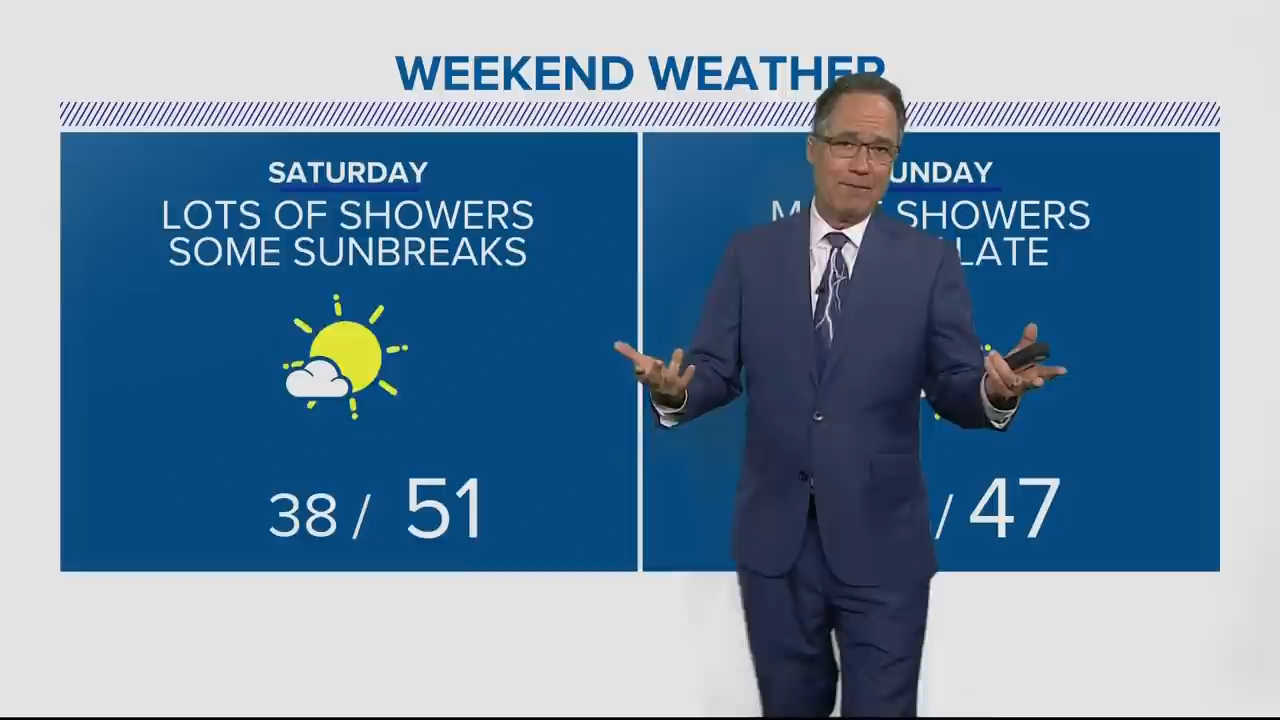 WEEKEND WEATHER
SATURDAY
LOTS OF SHOWERS
SOME SUNBREAKS
38 / 51
SHOWERS
LATE
/ 47